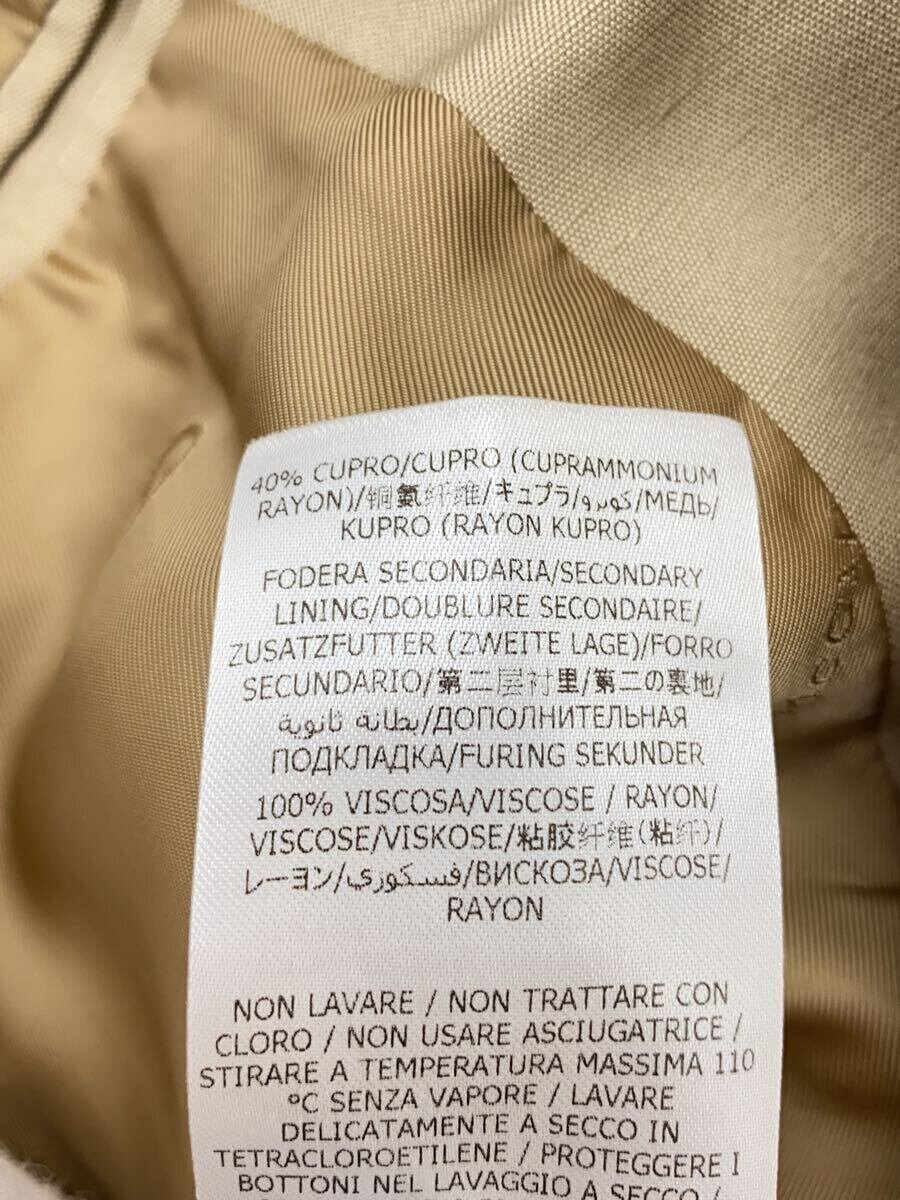 40% CUPRO/CUPRO (CUPRAMMONIUM
RAYON)/铜氨纤维/キュプラ/كوبرو/МЕДЬ/
KUPRO (RAYON KUPRO)
FODERA SECONDARIA/SECONDARY
LINING/DOUBLURE SECONDAIRE/
ZUSATZFUTTER (ZWEITE LAGE)/FORRO
SECUNDARIO/第二层衬里/第二の裏地/
بطانة ثانوية/ДОПОЛНИТЕЛЬНАЯ
ПОДКЛАДКА/FURING SEKUNDER
100% VISCOSA/VISCOSE / RAYON/
VISCOSE/VISKOSE/粘胶纤维(粘纤)/
レーヨン/فسكوزي/ВИСКОЗА/VISCOSE/
RAYON
NON LAVARE / NON TRATTARE CON
CLORO / NON USARE ASCIUGATRICE /
STIRARE A TEMPERATURA MASSIMA 110
°C SENZA VAPORE / LAVARE
DELICATAMENTE A SECCO IN
TETRACLOROETILENE / PROTEGGERE I
BOTTONI NEL LAVAGGIO A SECCO /